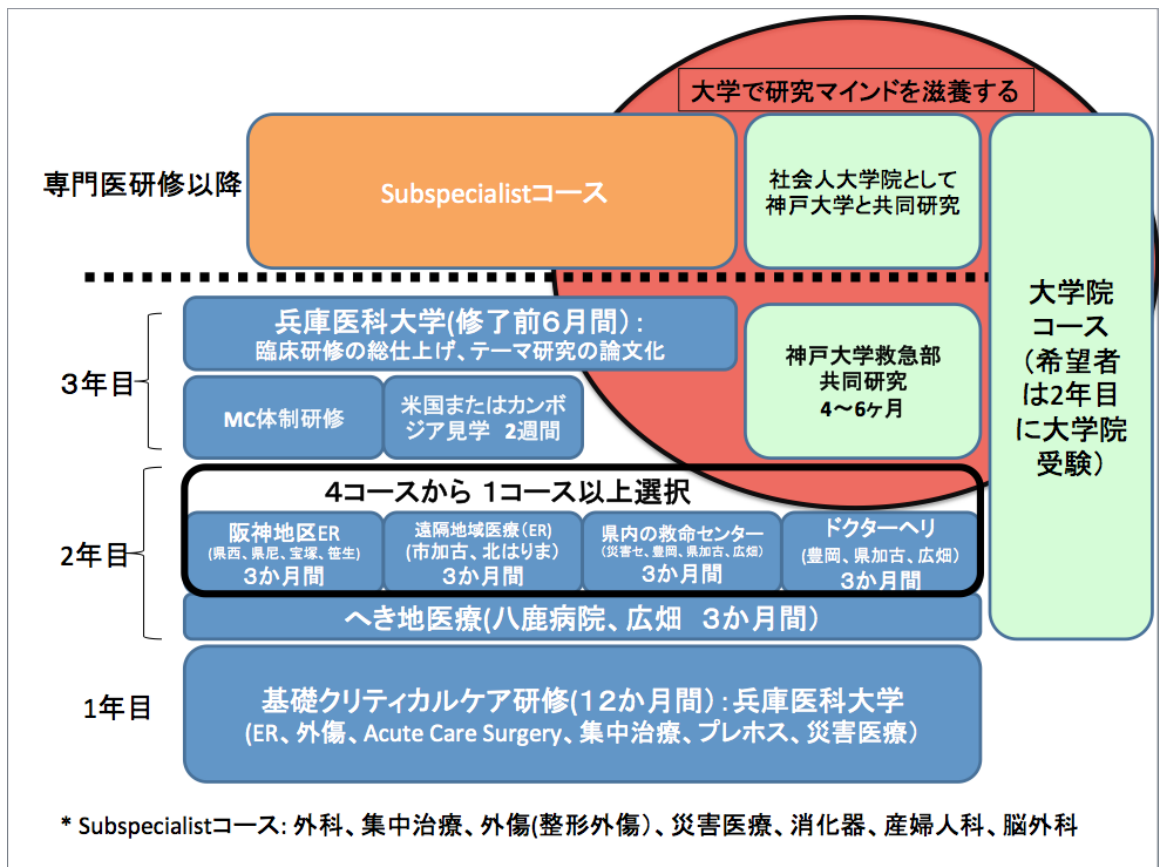 大学で研究マインドを滋養する
専門医研修以降
Subspecialistコース
社会人大学院として
神戸大学と共同研究
大学院
コース
（希望者
は2年目
に大学院
受験）
3年目
兵庫医科大学(修了前6月間）：
臨床研修の総仕上げ、テーマ研究の論文化
MC体制研修
米国またはカンボ
ジア見学 2週間
神戸大学救急部
共同研究
4〜6ヶ月
2年目
4コースから 1コース以上選択
阪神地区ER
(県西、県尼、宝塚、笹生)
3か月間
遠隔地域医療（ER)
(市加古、北はりま)
3か月間
県内の救命センター
(災害セ、豊岡、県加古、広畑)
3か月間
ドクターヘリ
(豊岡、県加古、広畑)
3か月間
へき地医療(八鹿病院、広畑 3か月間）
1年目
基礎クリティカルケア研修(12か月間）：兵庫医科大学
(ER、外傷、Acute Care Surgery、集中治療、プレホス、災害医療）
* Subspecialistコース: 外科、集中治療、外傷(整形外傷）、災害医療、消化器、産婦人科、脳外科